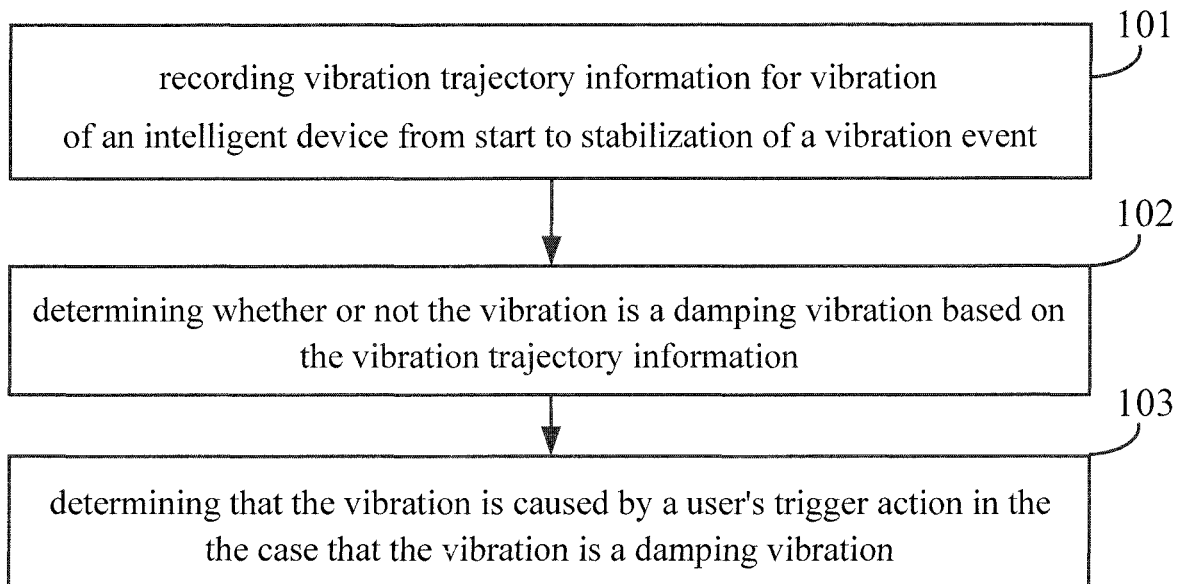 101
recording vibration trajectory information for vibration
of an intelligent device from start to stabilization of a vibration event
102
determining whether or not the vibration is a damping vibration based on
the vibration trajectory information
103
determining that the vibration is caused by a user's trigger action in the
the case that the vibration is a damping vibration